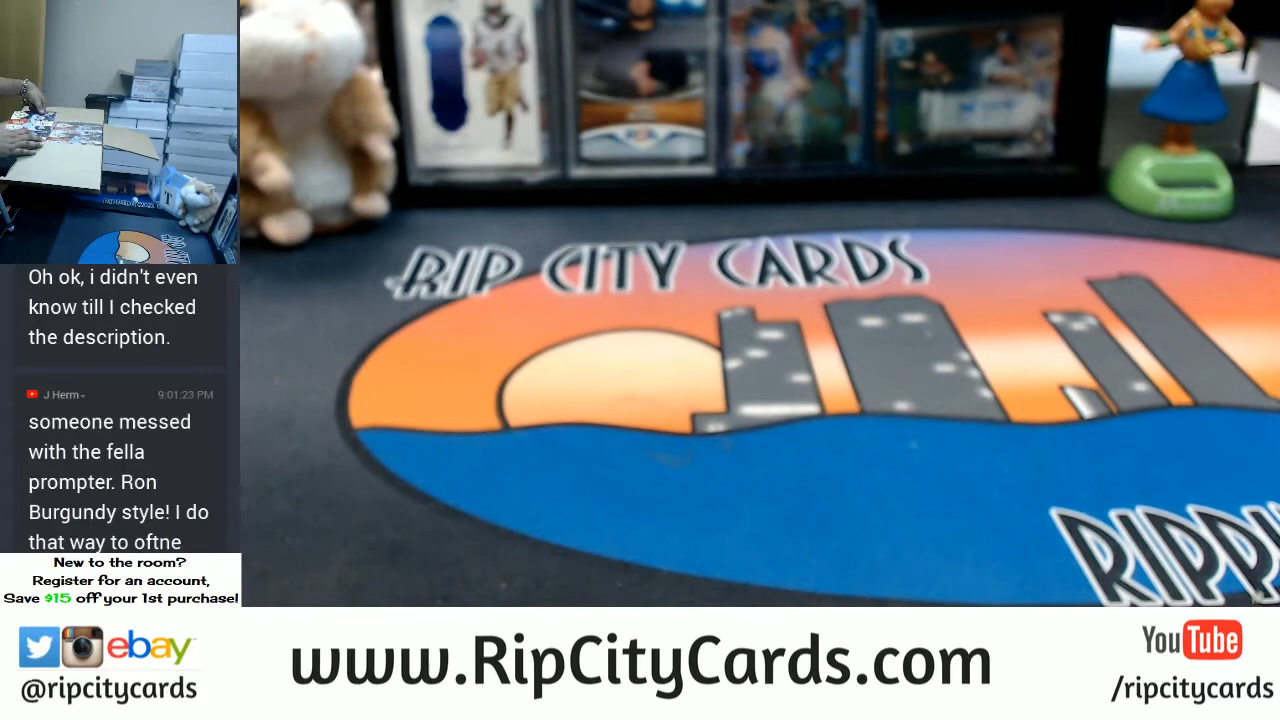 Oh ok, i didn't even
know till I checked
the description.
J Herm
9:01:23 PM
someone messed
with the fella
prompter. Ron
Burgundy style! I do
that way to oftne
New to the room?
Register for an account,
Save $15 off your 1st purchase!
RIP CITY CARDS
RIPPI
ebay
@ripcitycards
www.RipCityCards.com
YouTube
/ripcitycards
T